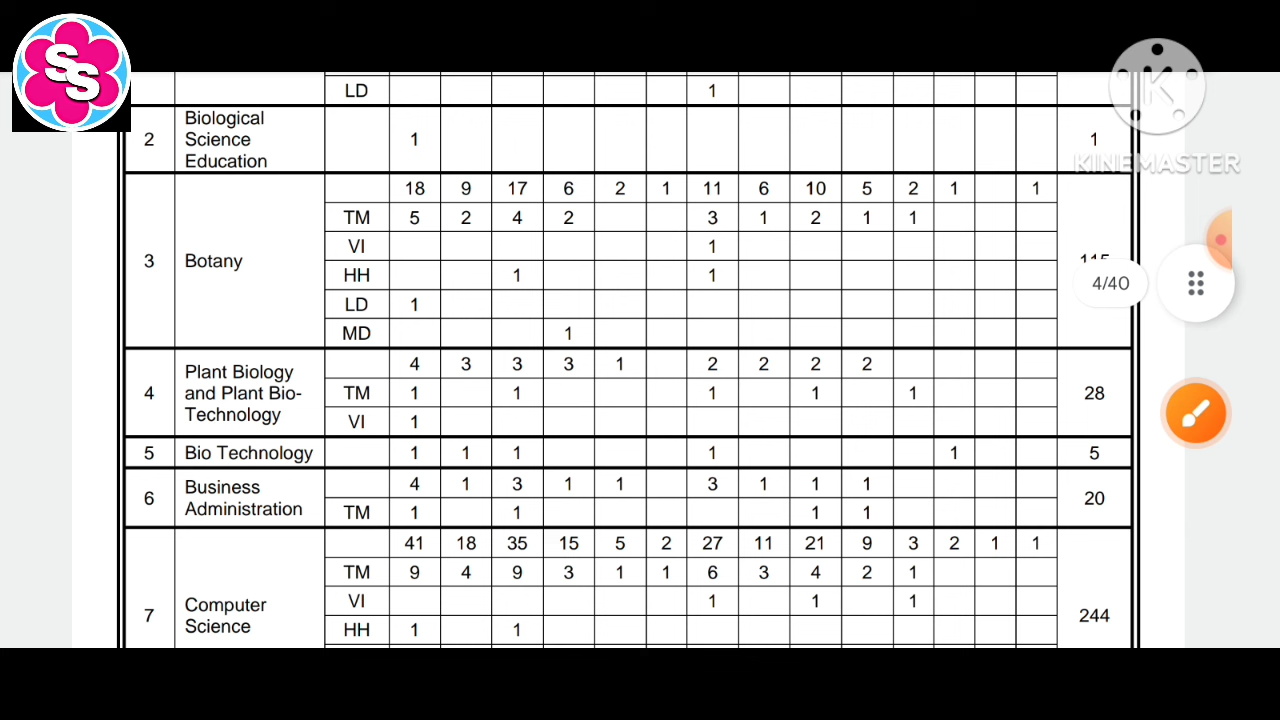 SS
K
KINEMASTER
LD 1
2 Biological Science Education 1 1
18 9 17 6 2 1 11 6 10 5 2 1 1
TM 5 2 4 2 3 1 2 1 1
VI 1
3 Botany HH 1 1
4/40
LD 1
MD 1
4 3 3 3 1 2 2 2 2
4 Plant Biology and Plant Bio-Technology TM 1 1 1 1 1 28
VI 1
5 Bio Technology 1 1 1 1 1 5
6 Business Administration 4 1 3 1 1 3 1 1 1 20
TM 1 1 1 1
41 18 35 15 5 2 27 11 21 9 3 2 1 1
TM 9 4 9 3 1 1 6 3 4 2 1
7 Computer Science VI 1 1 1 244
HH 1 1